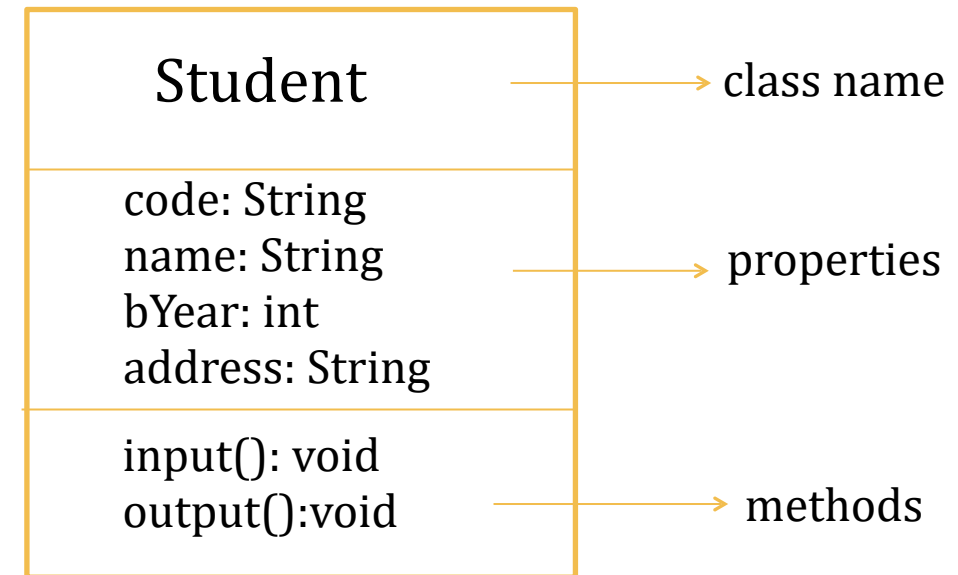 Student
class name
code: String
name: String
bYear: int
address: String
properties
input(): void
output():void
methods